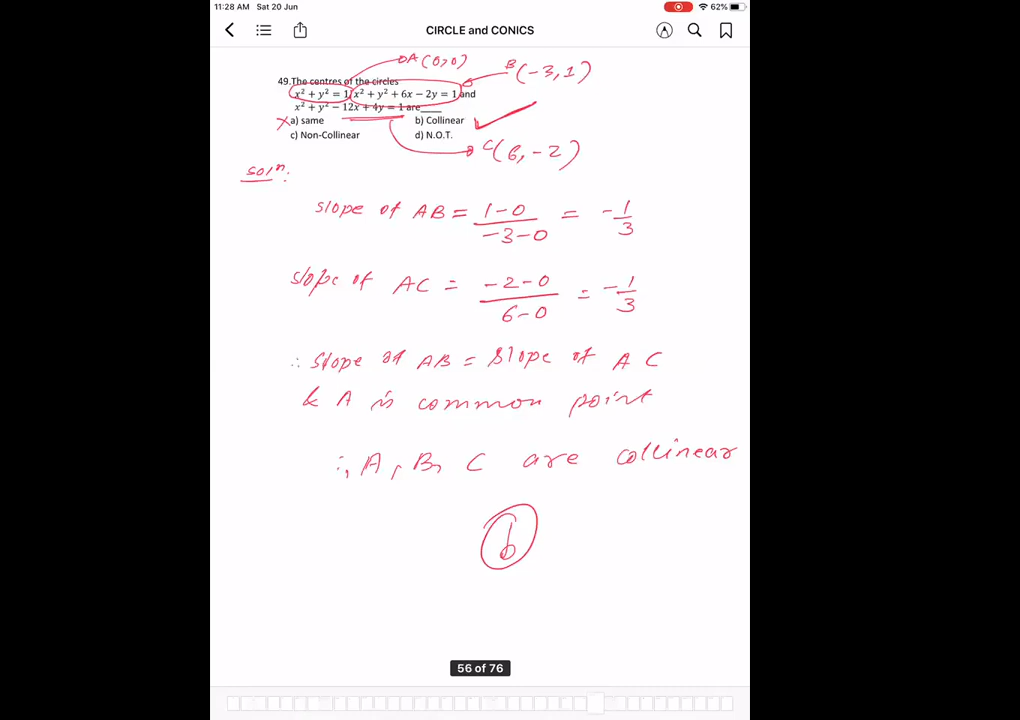 11:28 AM Sat 20 Jun 62%
CIRCLE and CONICS
A(0,0)
B(-3,1)
49.The centres of the circles
x² + y² = 1, x² + y² + 6x − 2y = 1 and
x² + y² − 12x + 4y = 1 are____
a) same b) Collinear
c) Non-Collinear d) N.O.T.
C(6,-2)
Solⁿ:
slope of AB = 1-0/-3-0 = -1/3
slope of AC = -2-0/6-0 = -1/3
∴ slope of AB = slope of AC
& A is common point
∴ A, B, C are collinear
b
56 of 76